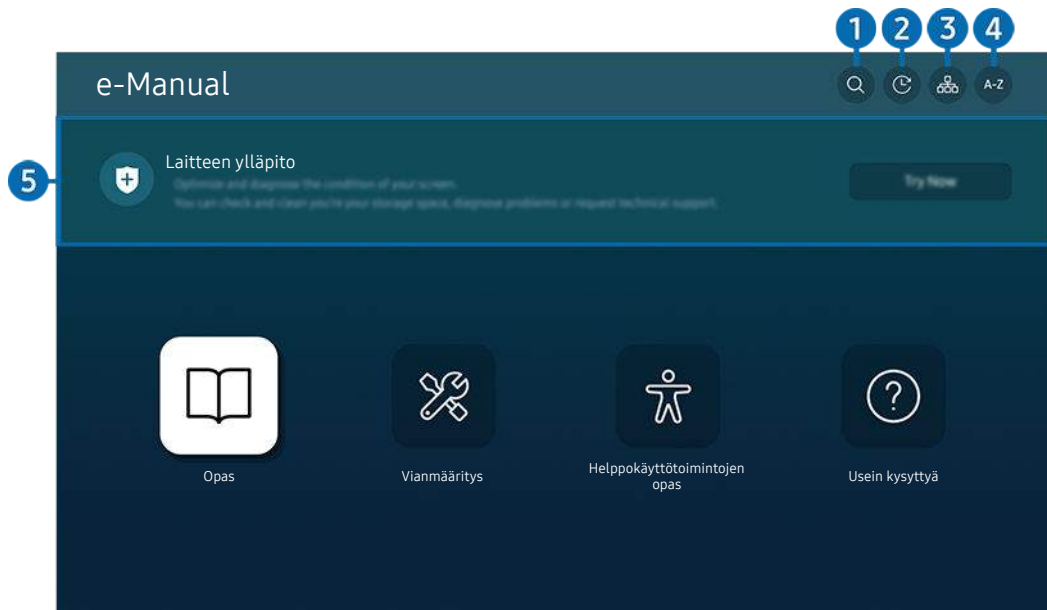 1 2 3 4
e-Manual
A-Z
5
Laitteen ylläpito
Optimize and diagnose the condition of your screen.
You can check and clean you're your storage space, diagnose problems or request technical support.
Try Now
Opas
Vianmääritys
Helppokäyttötoimintojen
opas
Usein kysyttyä